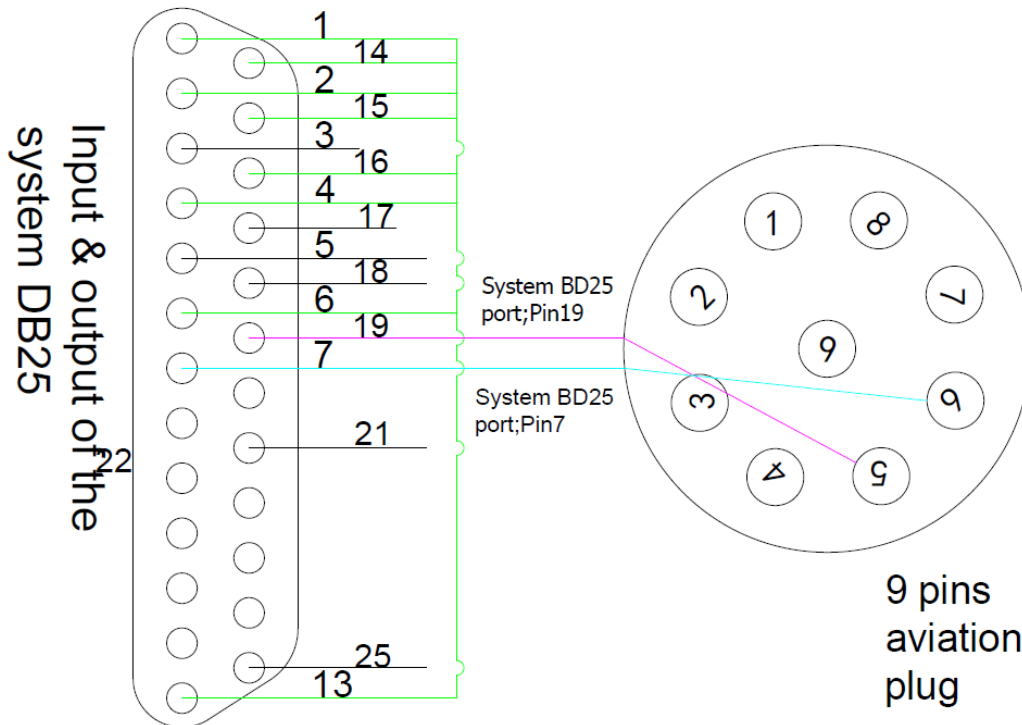 Input & output of the
system DB25
22
1
14
2
15
3
16
4
17
5
18
6
19
7
21
25
13
System BD25
port;Pin19
System BD25
port;Pin7
1
8
2
7
9
3
6
4
5
9 pins
aviation
plug